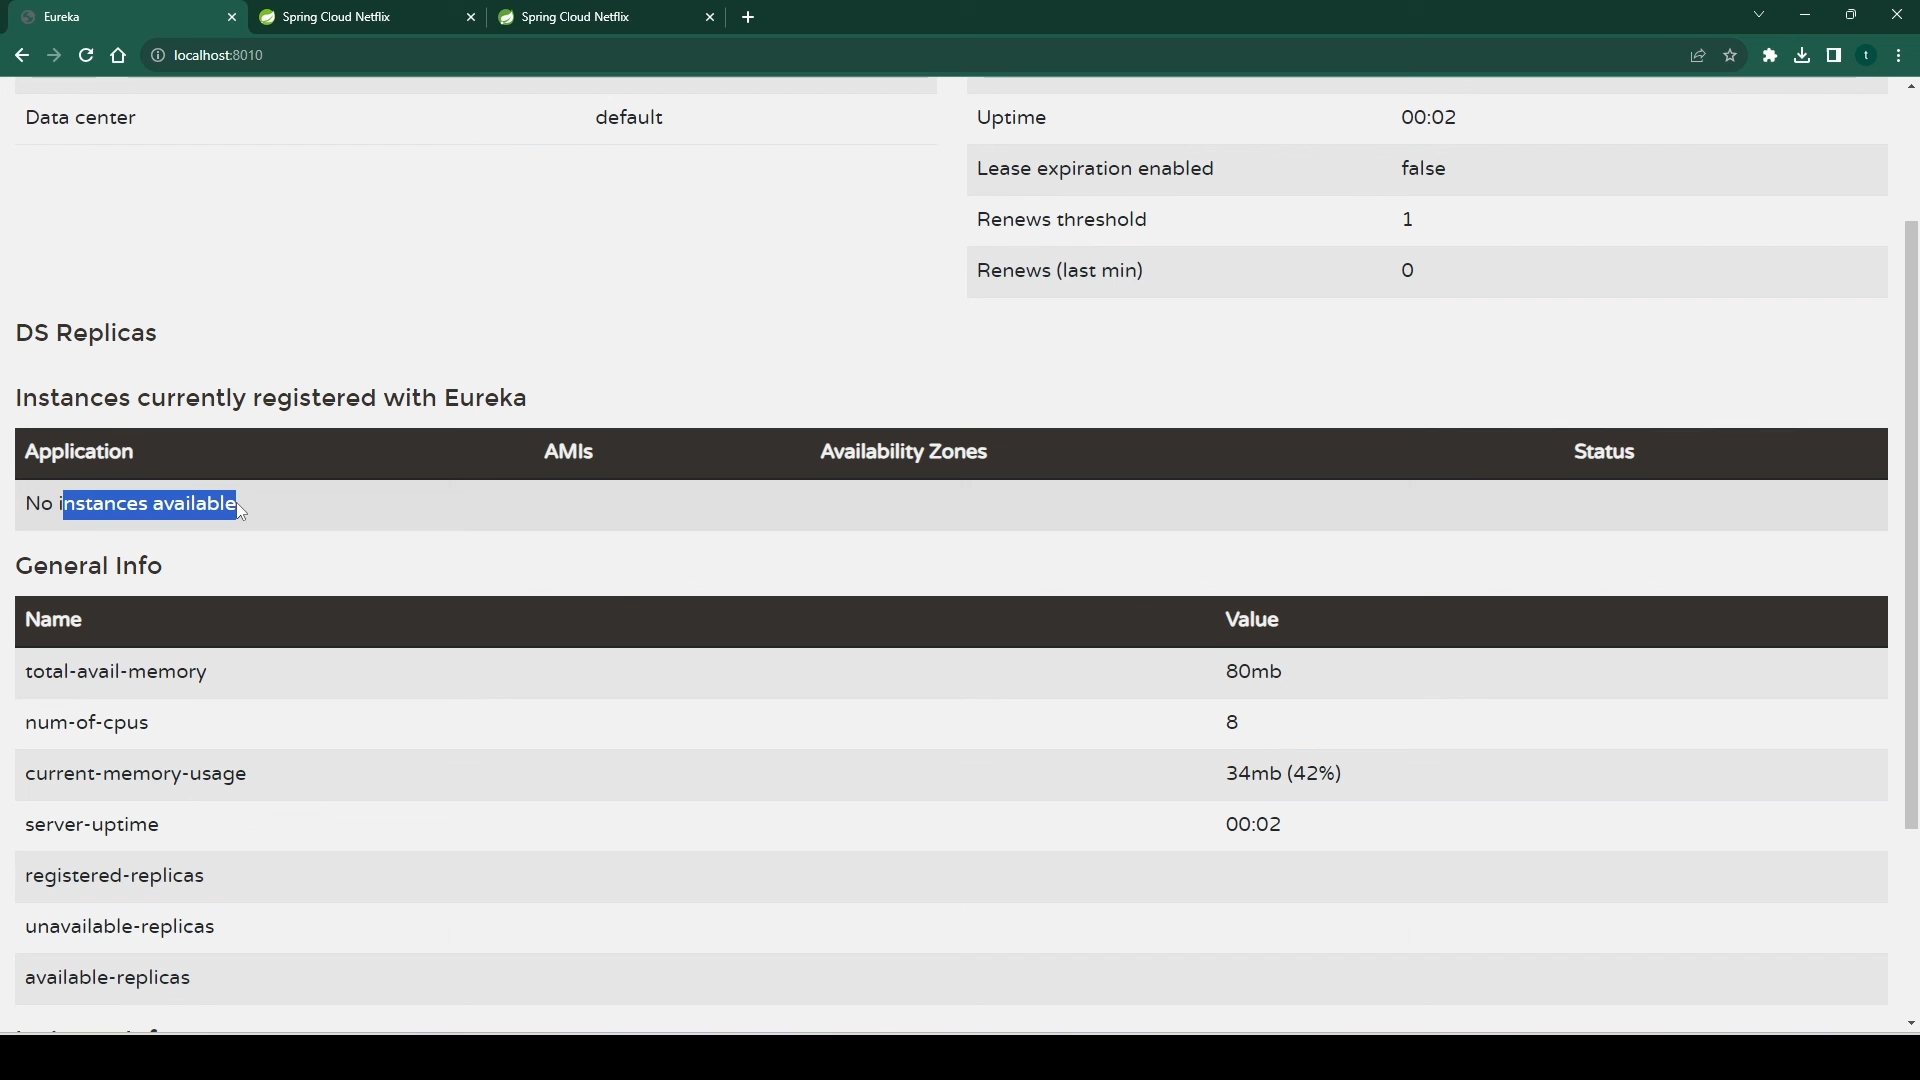 Eureka
Spring Cloud Netflix
Spring Cloud Netflix
localhost:8010
t
Data center default
Uptime 00:02
Lease expiration enabled false
Renews threshold 1
Renews (last min) 0
DS Replicas
Instances currently registered with Eureka
Application AMIs Availability Zones Status
No instances available
General Info
Name Value
total-avail-memory 80mb
num-of-cpus 8
current-memory-usage 34mb (42%)
server-uptime 00:02
registered-replicas
unavailable-replicas
available-replicas